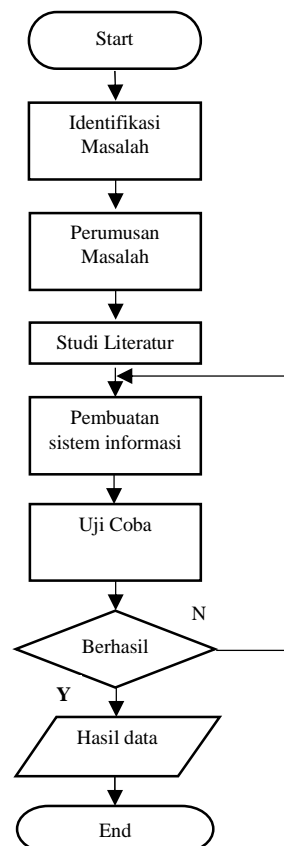 Start
Identifikasi
Masalah
Perumusan
Masalah
Studi Literatur
Pembuatan
sistem informasi
Uji Coba
N
Berhasil
Y
Hasil data
End